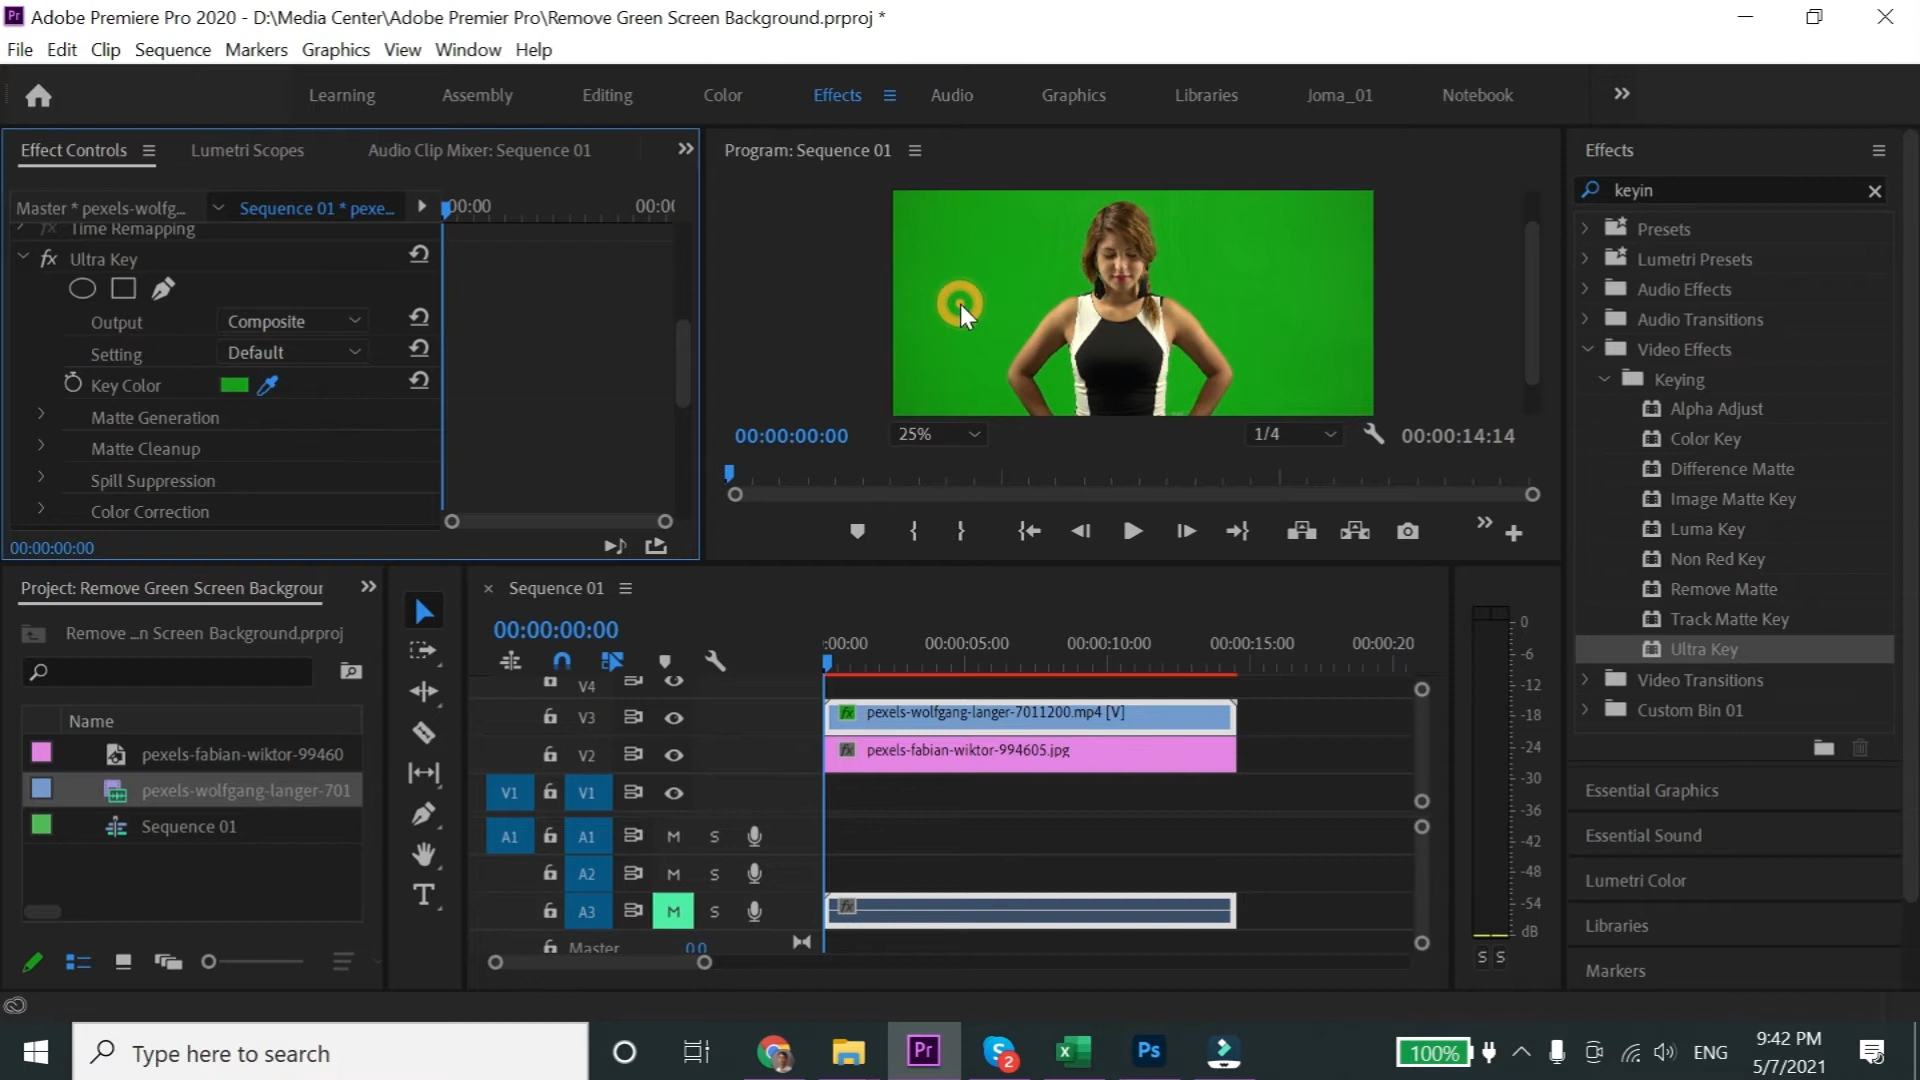 Pr Adobe Premiere Pro 2020 - D:\Media Center\Adobe Premier Pro\Remove Green Screen Background.prproj *
File Edit Clip Sequence Markers Graphics View Window Help
Learning Assembly Editing Color Effects Audio Graphics Libraries Joma_01 Notebook
Effect Controls Lumetri Scopes Audio Clip Mixer: Sequence 01
Master * pexels-wolfg... Sequence 01 * pexe... :00:00 00:00
fx Time Remapping
fx Ultra Key
Output Composite
Setting Default
Key Color
Matte Generation
Matte Cleanup
Spill Suppression
Color Correction
00:00:00:00
Program: Sequence 01
00:00:00:00 25% 1/4 00:00:14:14
Effects
keyin
Presets
Lumetri Presets
Audio Effects
Audio Transitions
Video Effects
Keying
Alpha Adjust
Color Key
Difference Matte
Image Matte Key
Luma Key
Non Red Key
Remove Matte
Track Matte Key
Ultra Key
Video Transitions
Custom Bin 01
Essential Graphics
Essential Sound
Lumetri Color
Libraries
Markers
Project: Remove Green Screen Backgroun
Remove ...n Screen Background.prproj
Name
pexels-fabian-wiktor-99460
pexels-wolfgang-langer-701
Sequence 01
Sequence 01
00:00:00:00
:00:00 00:00:05:00 00:00:10:00 00:00:15:00 00:00:20
V4
V3 fx pexels-wolfgang-langer-7011200.mp4 [V]
V2 fx pexels-fabian-wiktor-994605.jpg
V1 V1
A1 A1 M S
A2 M S
A3 M S fx
Master 0.0
0
-6
-12
-18
-24
-30
-36
-42
-48
-54
dB
S S
Type here to search
Pr
S 2
X
Ps
100%
ENG
9:42 PM
5/7/2021